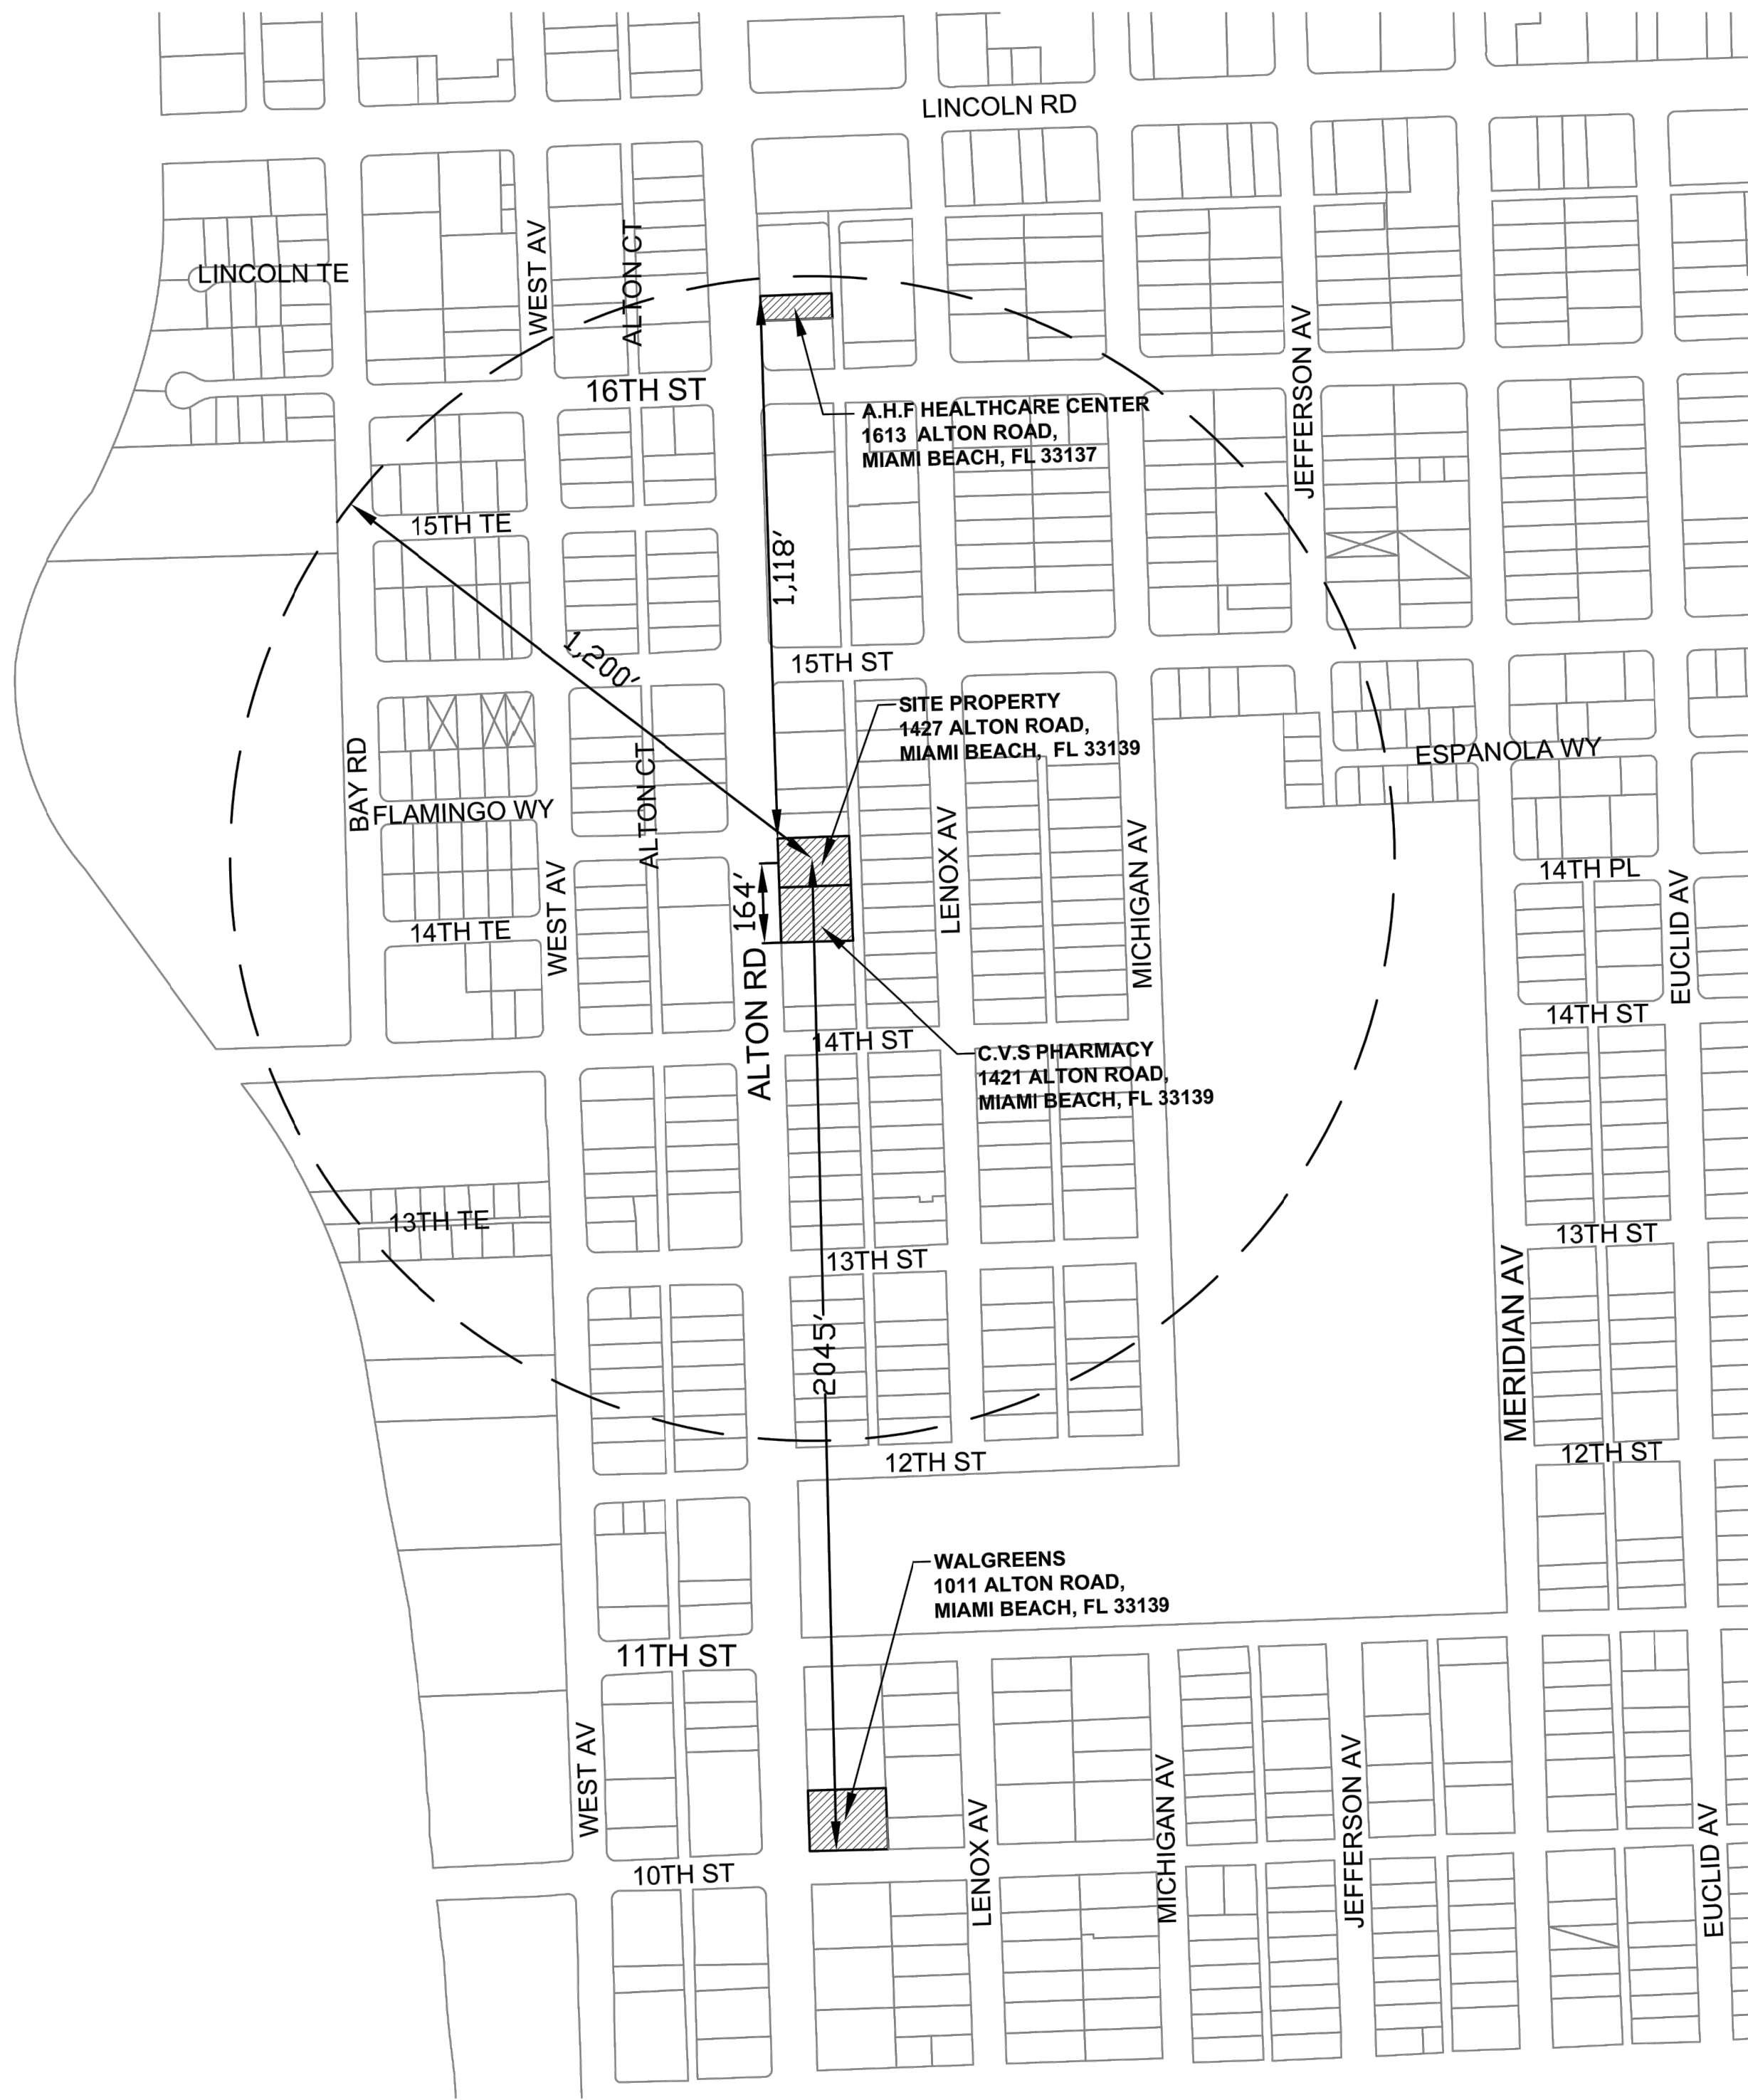 LINCOLN RD
LINCOLN TE
WEST AV
ALTON CT
16TH ST
JEFFERSON AV
A.H.F HEALTHCARE CENTER
1613 ALTON ROAD,
MIAMI BEACH, FL 33137
15TH TE
1,118'
1,200'
15TH ST
SITE PROPERTY
1427 ALTON ROAD,
MIAMI BEACH, FL 33139
ESPANOLA WY
BAY RD
FLAMINGO WY
ALTON CT
LENOX AV
MICHIGAN AV
14TH PL
EUCLID AV
164'
WEST AV
14TH TE
ALTON RD
14TH ST
14TH ST
C.V.S PHARMACY
1421 ALTON ROAD,
MIAMI BEACH, FL 33139
13TH TE
13TH ST
13TH ST
MERIDIAN AV
2045'
12TH ST
12TH ST
WALGREENS
1011 ALTON ROAD,
MIAMI BEACH, FL 33139
11TH ST
WEST AV
LENOX AV
MICHIGAN AV
JEFFERSON AV
EUCLID AV
10TH ST